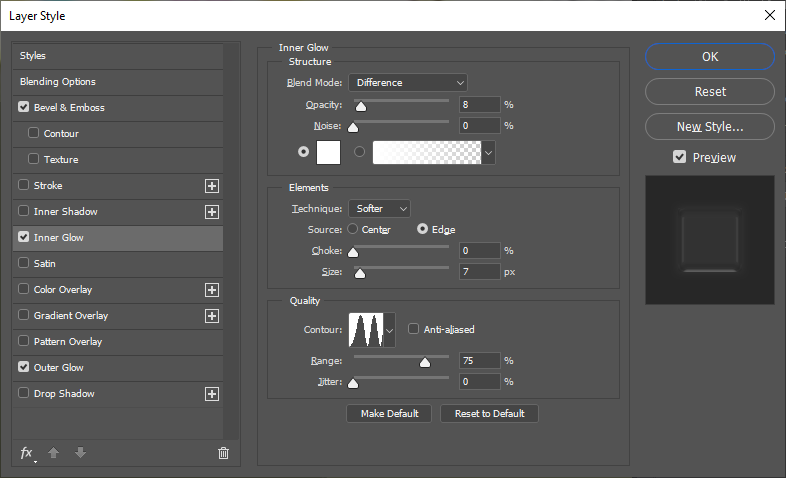 Layer Style
Styles
Blending Options
Bevel & Emboss
Contour
Texture
Stroke
Inner Shadow
Inner Glow
Satin
Color Overlay
Gradient Overlay
Pattern Overlay
Outer Glow
Drop Shadow
fx
Inner Glow
Structure
Blend Mode: Difference
Opacity: 8 %
Noise: 0 %
Elements
Technique: Softer
Source: Center Edge
Choke: 0 %
Size: 7 px
Quality
Contour: Anti-aliased
Range: 75 %
Jitter: 0 %
Make Default Reset to Default
OK
Reset
New Style...
Preview